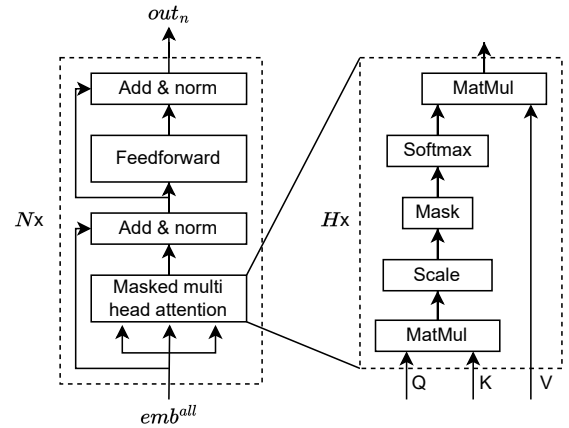 out_n
Add & norm
Feedforward
Nx
Add & norm
Masked multi
head attention
emb^all
MatMul
Softmax
Hx
Mask
Scale
MatMul
Q
K
V